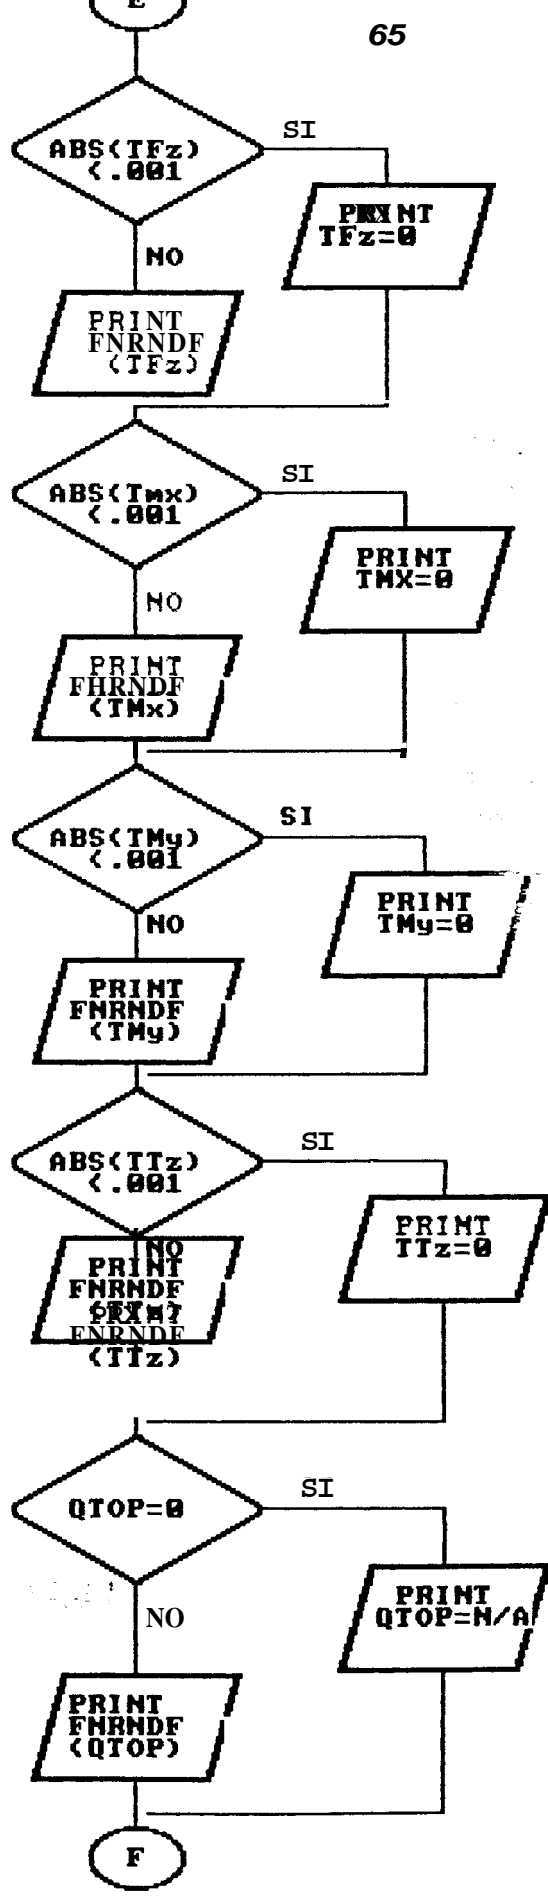 E
65
ABS(TFz)
<.001
SI
PRINT
TFz=0
NO
PRINT
FNRNDF
(TFz)
ABS(Tmx)
<.001
SI
PRINT
TMX=0
NO
PRINT
FHRNDF
(TMx)
ABS(TMy)
<.001
SI
PRINT
TMy=0
NO
PRINT
FNRNDF
(TMy)
ABS(TTz)
<.001
SI
PRINT
TTz=0
NO
PRINT
FNRNDF
FNRNDF
(TTz)
QTOP=0
SI
PRINT
QTOP=N/A
NO
PRINT
FNRNDF
(QTOP)
F